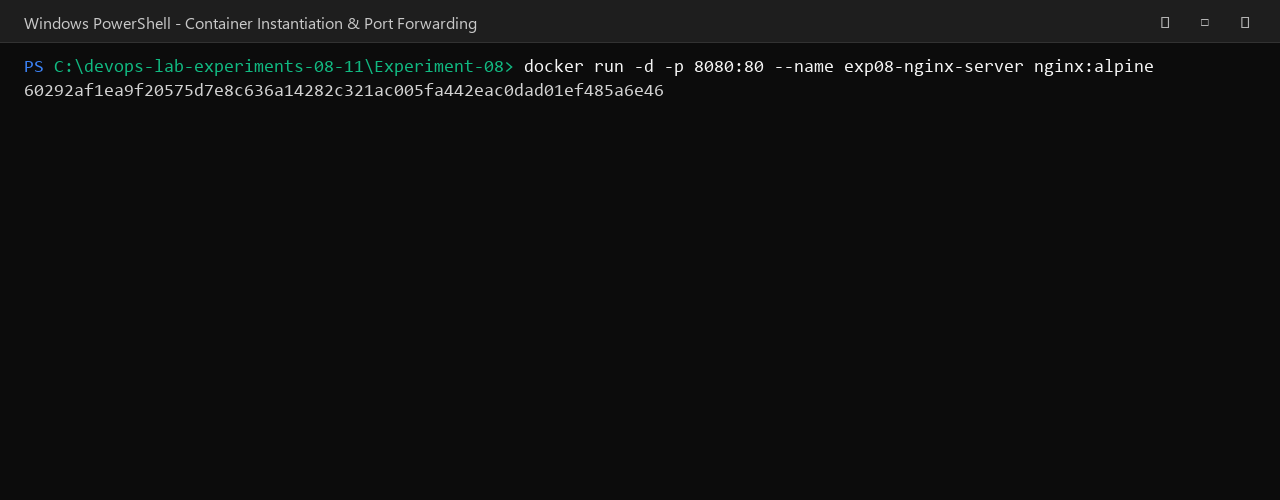 Windows PowerShell - Container Instantiation & Port Forwarding
PS C:\devops-lab-experiments-08-11\Experiment-08> docker run -d -p 8080:80 --name exp08-nginx-server nginx:alpine
60292af1ea9f20575d7e8c636a14282c321ac005fa442eac0dad01ef485a6e46